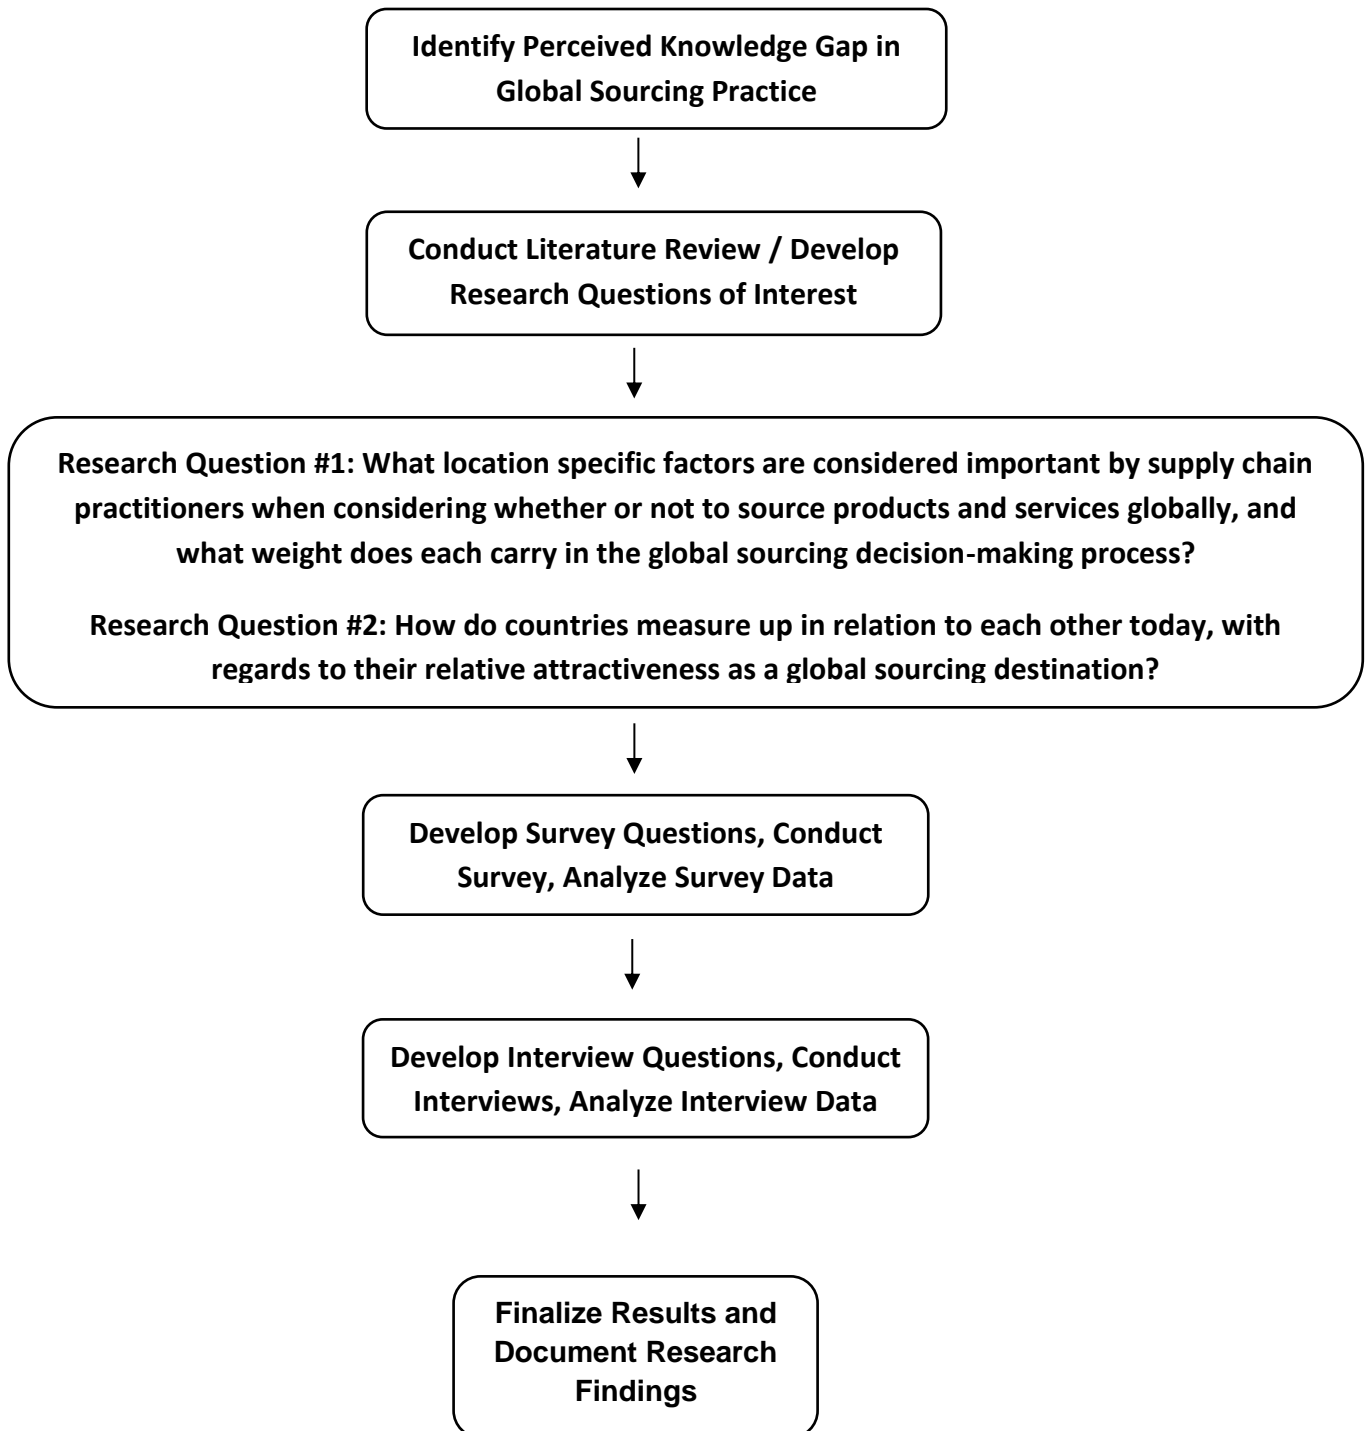 Identify Perceived Knowledge Gap in
Global Sourcing Practice
Conduct Literature Review / Develop
Research Questions of Interest
Research Question #1: What location specific factors are considered important by supply chain
practitioners when considering whether or not to source products and services globally, and
what weight does each carry in the global sourcing decision-making process?
Research Question #2: How do countries measure up in relation to each other today, with
regards to their relative attractiveness as a global sourcing destination?
Develop Survey Questions, Conduct
Survey, Analyze Survey Data
Develop Interview Questions, Conduct
Interviews, Analyze Interview Data
Finalize Results and
Document Research
Findings